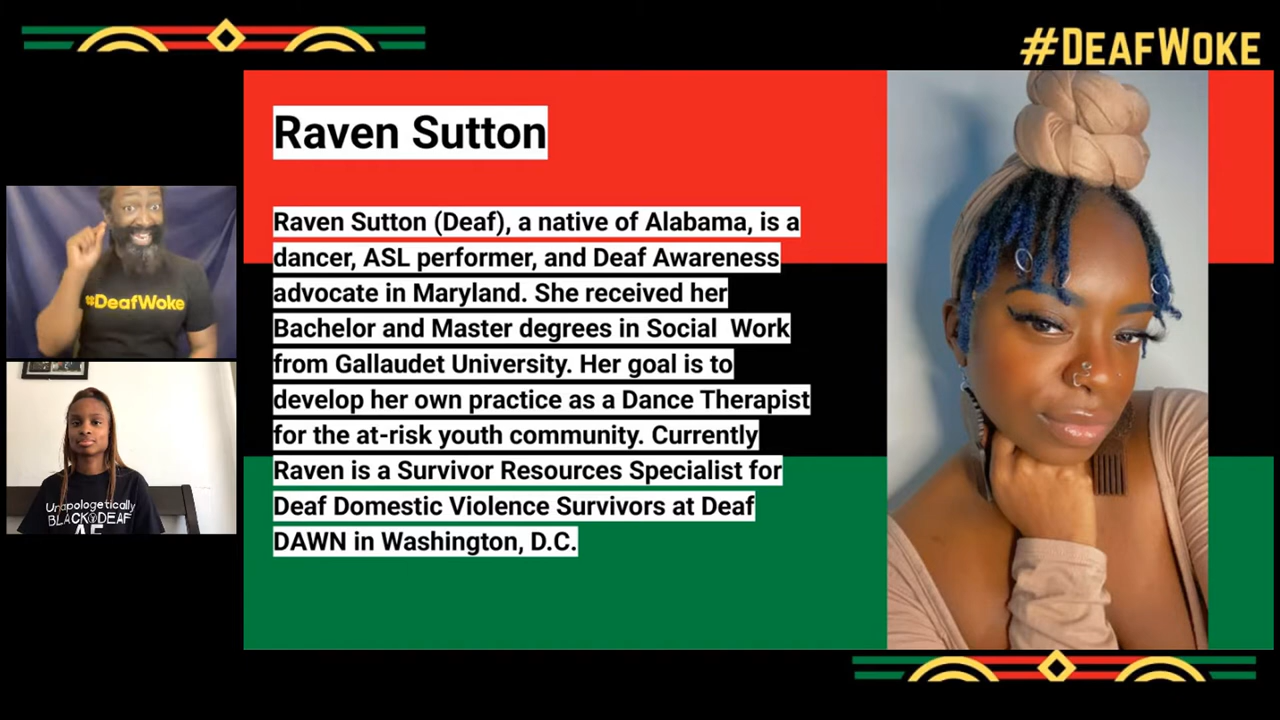 #DEAFWOKE
Raven Sutton
Raven Sutton (Deaf), a native of Alabama, is a
dancer, ASL performer, and Deaf Awareness
advocate in Maryland. She received her
Bachelor and Master degrees in Social  Work
from Gallaudet University. Her goal is to
develop her own practice as a Dance Therapist
for the at-risk youth community. Currently
Raven is a Survivor Resources Specialist for
Deaf Domestic Violence Survivors at Deaf
DAWN in Washington, D.C.
#DeafWoke
Unapologetically
BLACK DEAF
AF